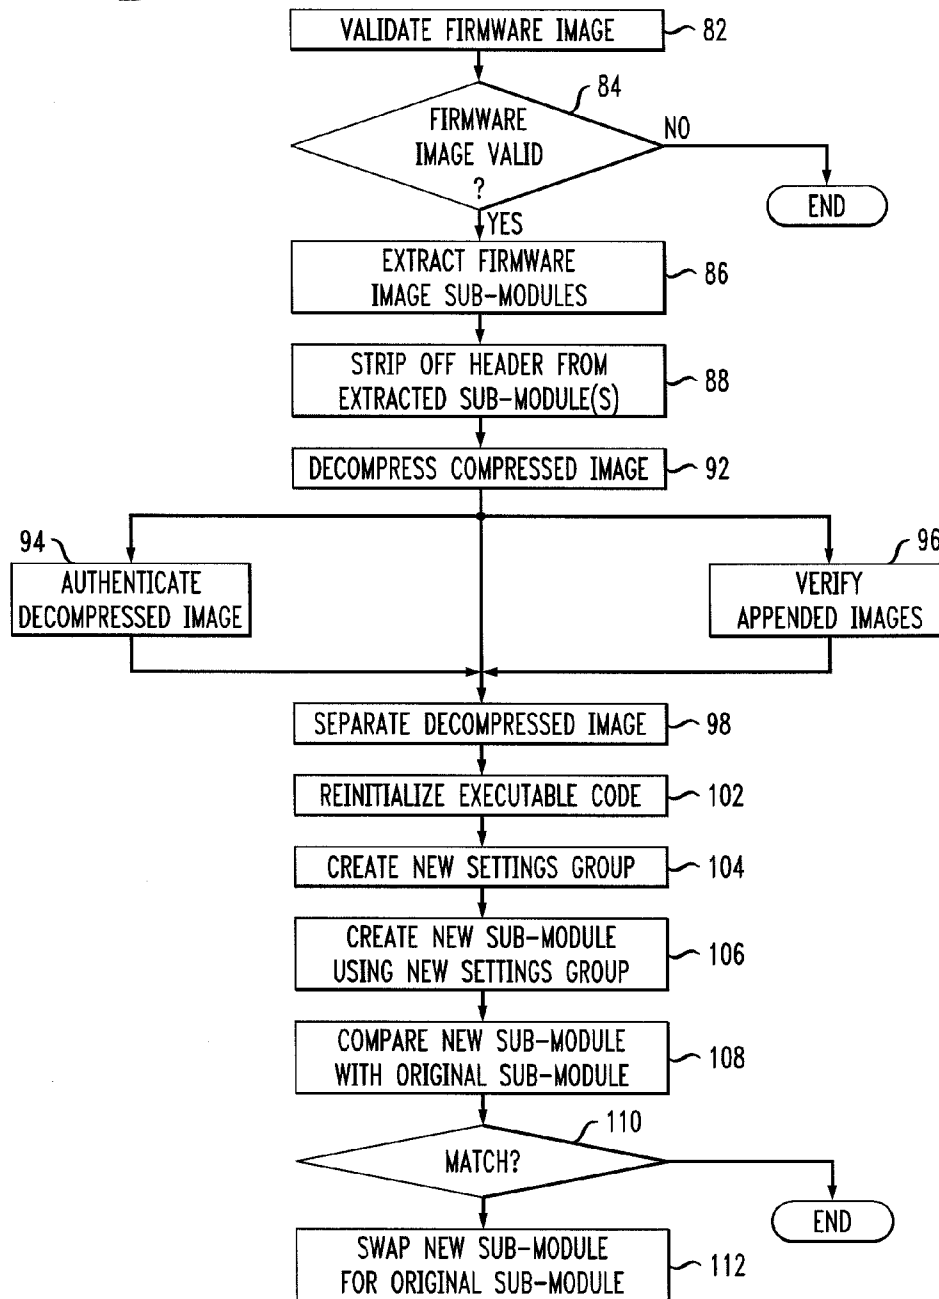 VALIDATE FIRMWARE IMAGE
82
84
FIRMWARE
IMAGE VALID
?
NO
END
YES
EXTRACT FIRMWARE
IMAGE SUB-MODULES
86
STRIP OFF HEADER FROM
EXTRACTED SUB-MODULE(S)
88
DECOMPRESS COMPRESSED IMAGE
92
94
AUTHENTICATE
DECOMPRESSED IMAGE
96
VERIFY
APPENDED IMAGES
SEPARATE DECOMPRESSED IMAGE
98
REINITIALIZE EXECUTABLE CODE
102
CREATE NEW SETTINGS GROUP
104
CREATE NEW SUB-MODULE
USING NEW SETTINGS GROUP
106
COMPARE NEW SUB-MODULE
WITH ORIGINAL SUB-MODULE
108
110
MATCH?
END
SWAP NEW SUB-MODULE
FOR ORIGINAL SUB-MODULE
112